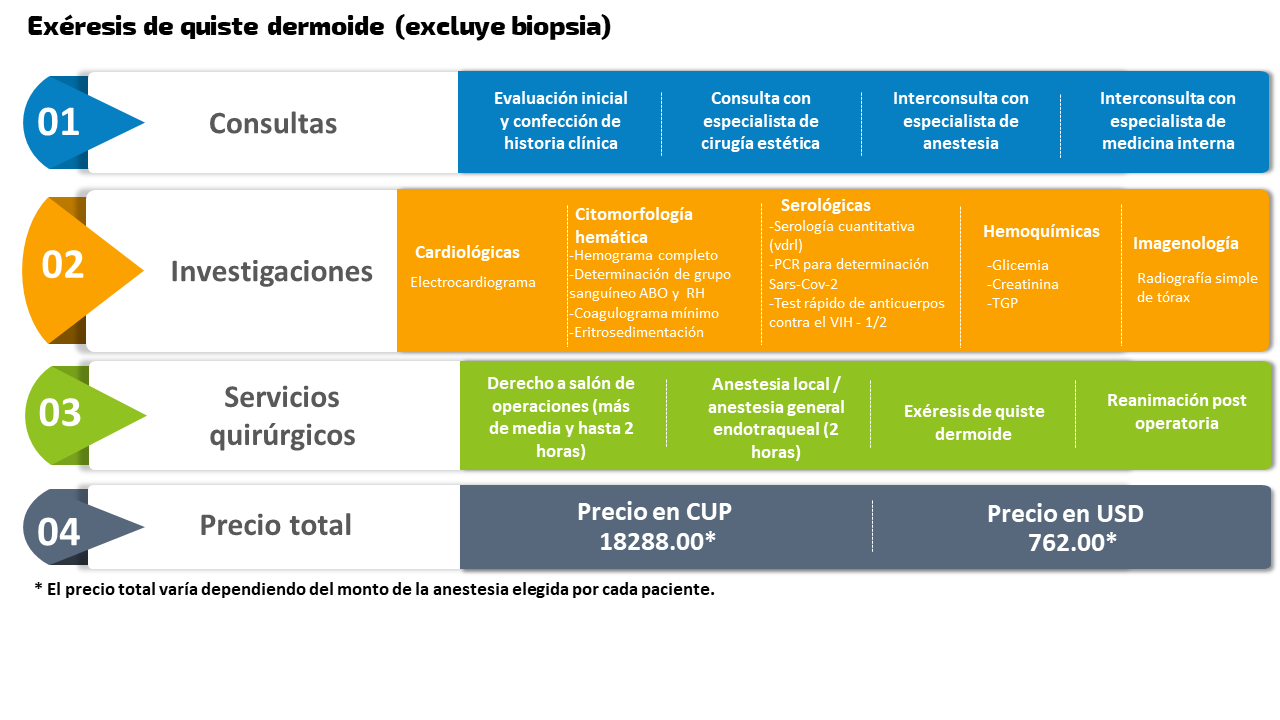 Exéresis de quiste dermoide (excluye biopsia)
01
Consultas
Evaluación inicial
y confección de
historia clínica
Consulta con
especialista de
cirugía estética
Interconsulta con
especialista de
anestesia
Interconsulta con
especialista de
medicina interna
02
Investigaciones
Cardiológicas
Electrocardiograma
Citomorfología
hemática
-Hemograma completo
-Determinación de grupo
sanguíneo ABO y RH
-Coagulograma mínimo
-Eritrosedimentación
Serológicas
-Serología cuantitativa
(vdrl)
-PCR para determinación
Sars-Cov-2
-Test rápido de anticuerpos
contra el VIH - 1/2
Hemoquímicas
-Glicemia
-Creatinina
-TGP
Imagenología
Radiografía simple
de tórax
03
Servicios
quirúrgicos
Derecho a salón de
operaciones (más
de media y hasta 2
horas)
Anestesia local /
anestesia general
endotraqueal (2
horas)
Exéresis de quiste
dermoide
Reanimación post
operatoria
04
Precio total
Precio en CUP
18288.00*
Precio en USD
762.00*
* El precio total varía dependiendo del monto de la anestesia elegida por cada paciente.